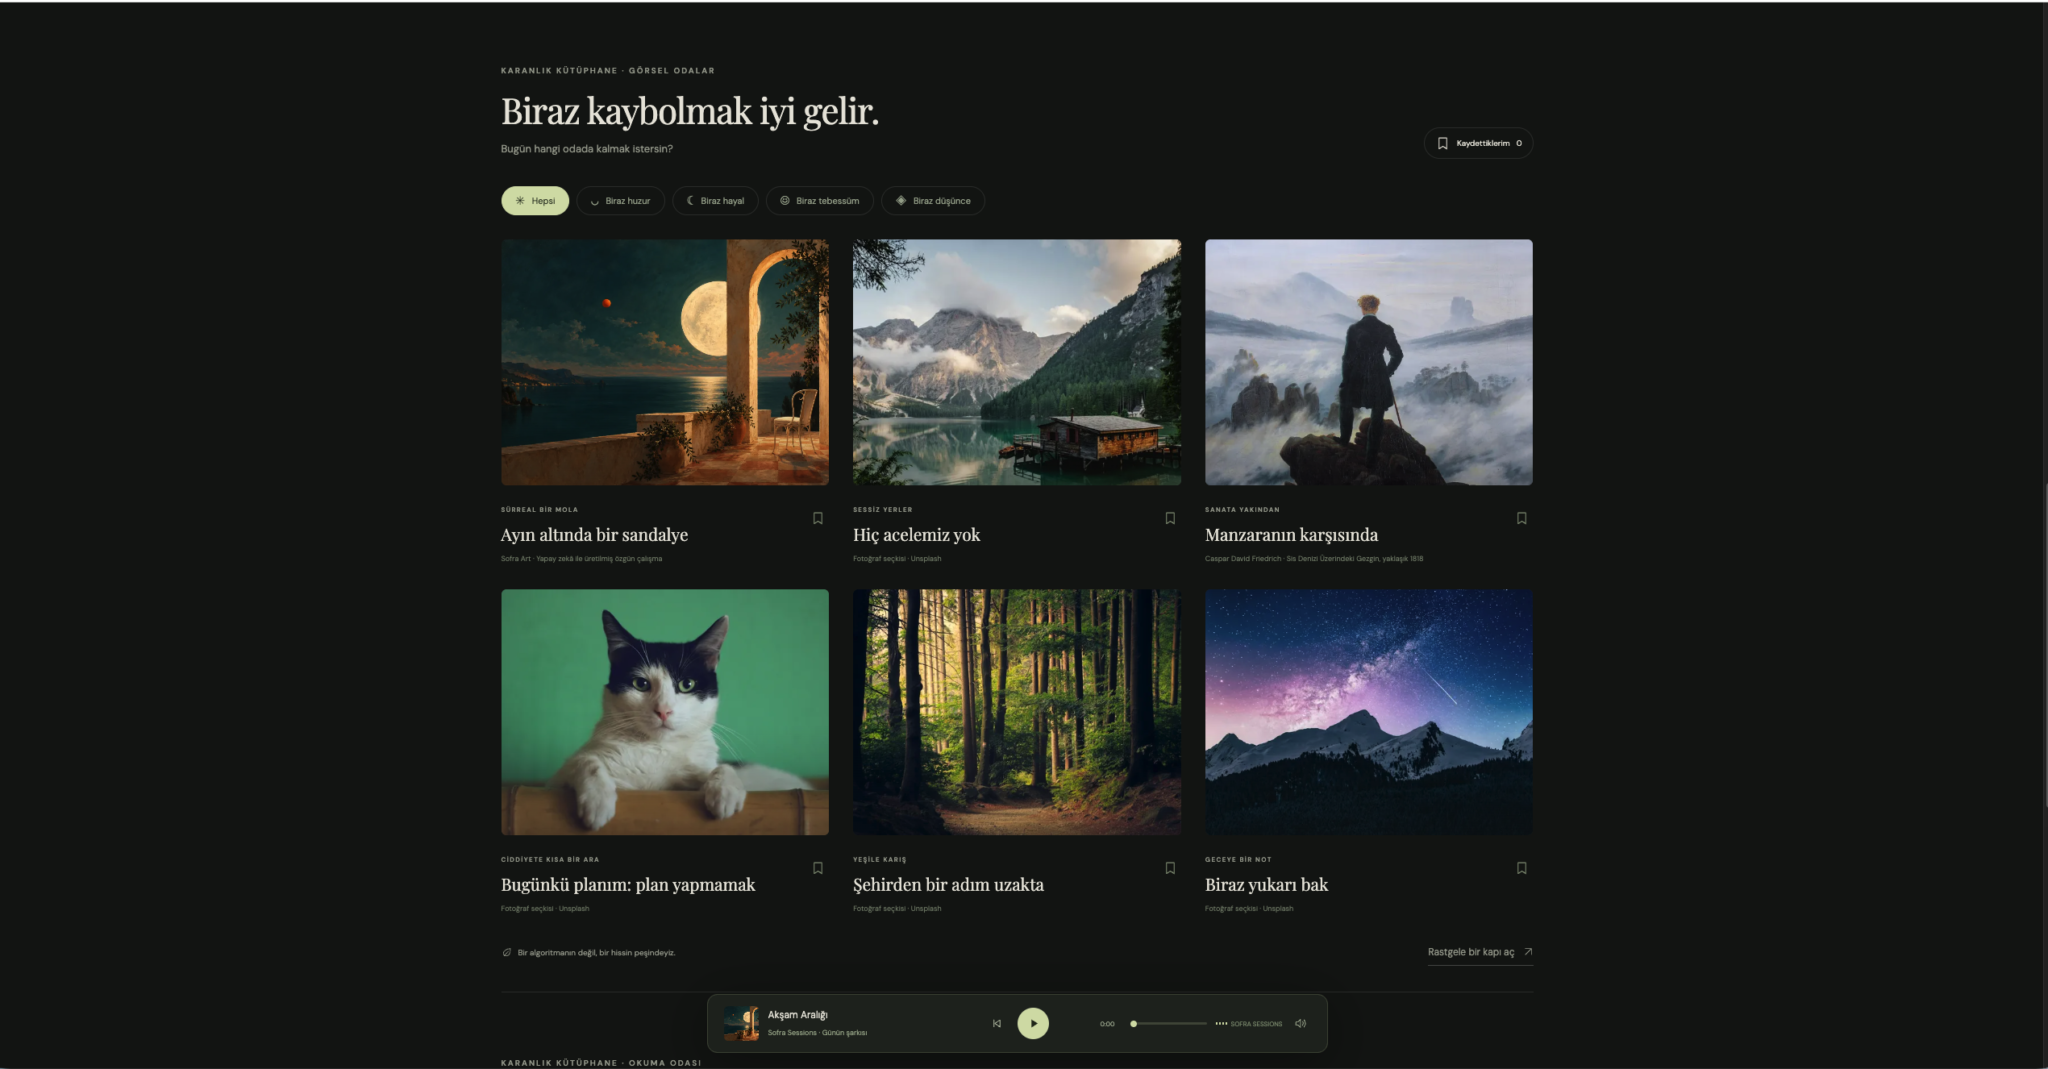 KARANLIK KÜTÜPHANE · GÖRSEL ODALAR
Biraz kaybolmak iyi gelir.
Bugün hangi odada kalmak istersin?
Kaydettiklerim 0
Hepsi
Biraz huzur
Biraz hayal
Biraz tebessüm
Biraz düşünce
SÜRREAL BİR MOLA
Ayın altında bir sandalye
Sofra Art · Yapay zekâ ile üretilmiş özgün çalışma
SESSİZ YERLER
Hiç acelemiz yok
Fotoğraf seçkisi · Unsplash
SANATA YAKINDAN
Manzaranın karşısında
Caspar David Friedrich · Sis Denizi Üzerindeki Gezgin, yaklaşık 1818
CİDDİYETE KISA BİR ARA
Bugünkü planım: plan yapmamak
Fotoğraf seçkisi · Unsplash
YEŞİLE KARIŞ
Şehirden bir adım uzakta
Fotoğraf seçkisi · Unsplash
GECEYE BİR NOT
Biraz yukarı bak
Fotoğraf seçkisi · Unsplash
Bir algoritmanın değil, bir hissin peşindeyiz.
Rastgele bir kapı aç
Akşam Aralığı
Sofra Sessions · Günün şarkısı
0:00
SOFRA SESSIONS
KARANLIK KÜTÜPHANE · OKUMA ODASI